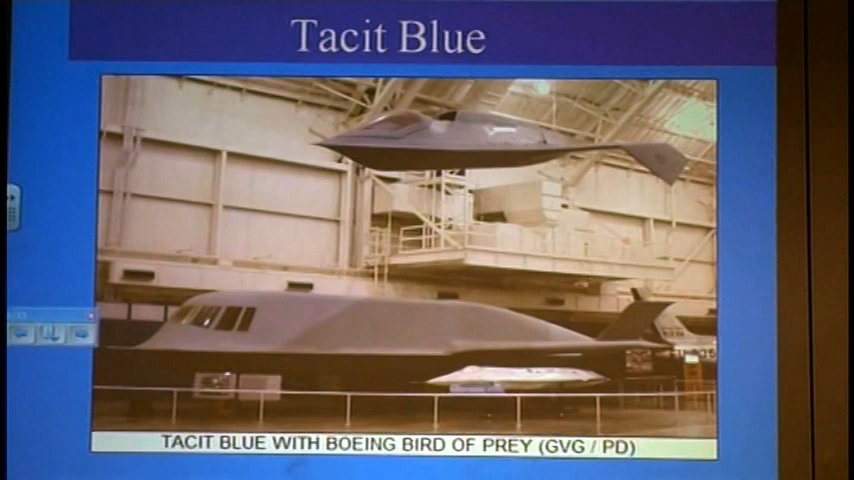 Tacit Blue
TACIT BLUE WITH BOEING BIRD OF PREY (GVG / PD)